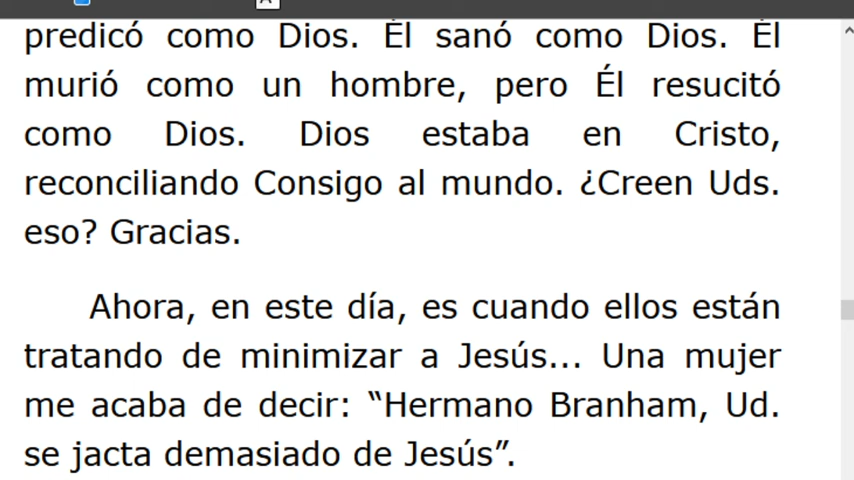 predicó como Dios. Él sanó como Dios. Él
murió como un hombre, pero Él resucitó
como Dios. Dios estaba en Cristo,
reconciliando Consigo al mundo. ¿Creen Uds.
eso? Gracias.
Ahora, en este día, es cuando ellos están
tratando de minimizar a Jesús... Una mujer
me acaba de decir: “Hermano Branham, Ud.
se jacta demasiado de Jesús”.